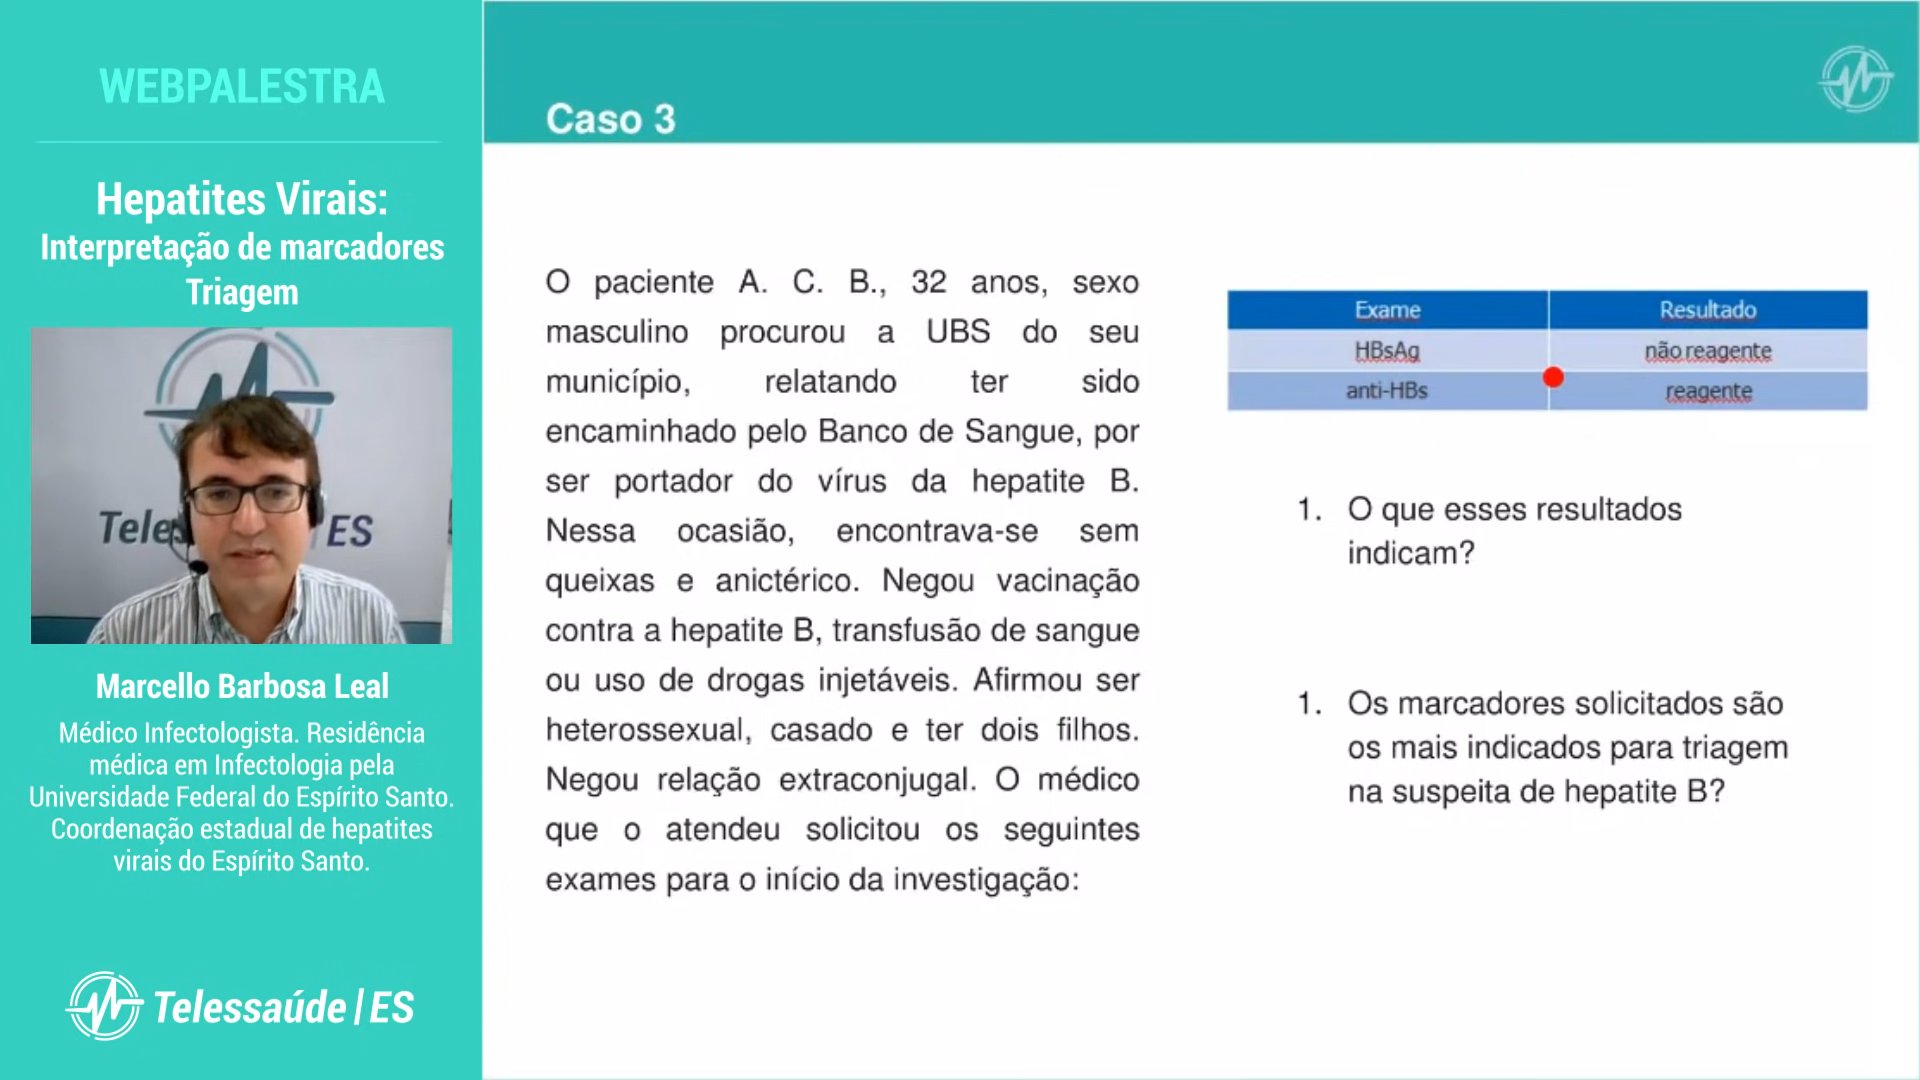 WEBPALESTRA
Hepatites Virais:
Interpretação de marcadores
Triagem
Teles ES
Marcello Barbosa Leal
Médico Infectologista. Residência
médica em Infectologia pela
Universidade Federal do Espírito Santo.
Coordenação estadual de hepatites
virais do Espírito Santo.
Telessaúde|ES
Caso 3
O paciente A. C. B., 32 anos, sexo
masculino procurou a UBS do seu
município, relatando ter sido
encaminhado pelo Banco de Sangue, por
ser portador do vírus da hepatite B.
Nessa ocasião, encontrava-se sem
queixas e anictérico. Negou vacinação
contra a hepatite B, transfusão de sangue
ou uso de drogas injetáveis. Afirmou ser
heterossexual, casado e ter dois filhos.
Negou relação extraconjugal. O médico
que o atendeu solicitou os seguintes
exames para o início da investigação:
Exame Resultado
HBsAg não reagente
anti-HBs reagente
1. O que esses resultados
indicam?
1. Os marcadores solicitados são
os mais indicados para triagem
na suspeita de hepatite B?